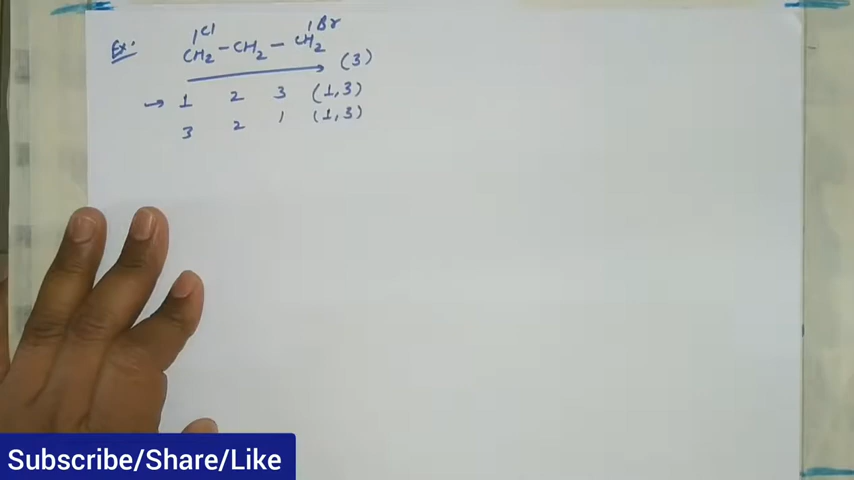 Ex:
Cl Br
CH2 - CH2 - CH2
(3)
→ 1 2 3 (1,3)
3 2 1 (1,3)
Subscribe/Share/Like